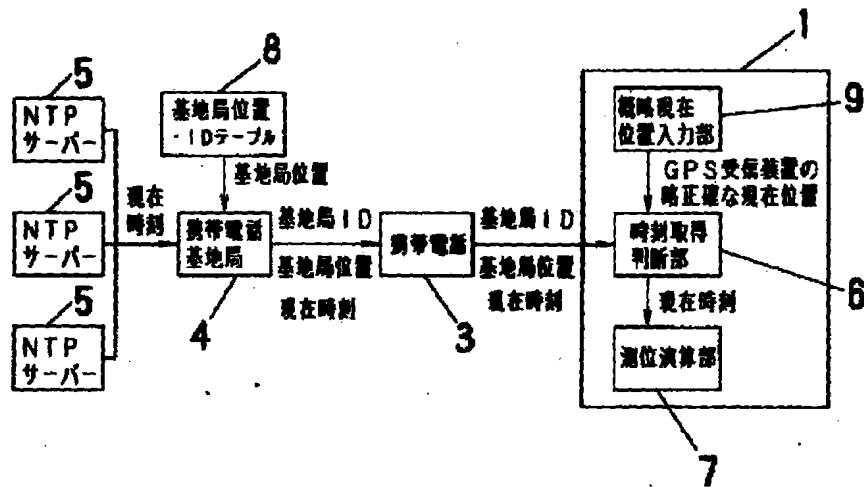 5
NTP
サーバー
5
NTP
サーバー
5
NTP
サーバー
現在
時刻
8
基地局位置
・IDテーブル
基地局位置
携帯電話
基地局
4
基地局ID
基地局位置
現在時刻
携帯電話
3
基地局ID
基地局位置
現在時刻
1
概略現在
位置入力部
9
GPS受信装置の
略正確な現在位置
時刻取得
判断部
6
現在時刻
測位演算部
7